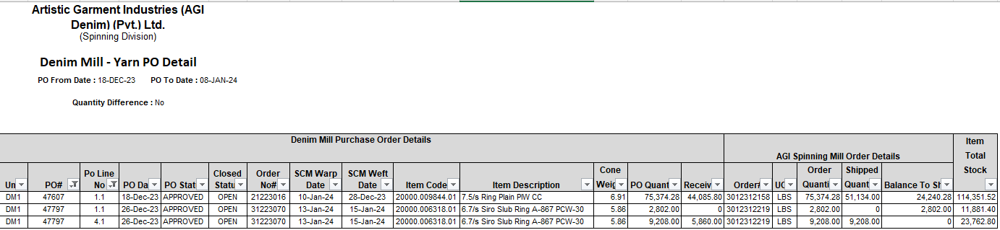 Artistic Garment Industries (AGI
Denim) (Pvt.) Ltd.
(Spinning Division)
Denim Mill - Yarn PO Detail
PO From Date : 18-DEC-23 PO To Date : 08-JAN-24
Quantity Difference : No
Denim Mill Purchase Order Details
AGI Spinning Mill Order Details
Item Total Stock
Un PO# Po Line No PO Da PO Stat Closed Statu Order No# SCM Warp Date SCM Weft Date Item Code Item Description Cone Weig PO Quant Receiv Order# UC Order Quanti Shipped Quant Balance To Sh
DM1 47607 1.1 18-Dec-23 APPROVED OPEN 21223016 10-Jan-24 28-Dec-23 20000.009844.01 7.5/s Ring Plain PIW CC 6.91 75,374.28 44,085.80 3012312158 LBS 75,374.28 51,134.00 24,240.28 114,351.52
DM1 47797 1.1 26-Dec-23 APPROVED OPEN 31223070 13-Jan-24 15-Jan-24 20000.006318.01 6.7/s Siro Slub Ring A-867 PCW-30 5.86 2,802.00 0 3012312219 LBS 2,802.00 0 2,802.00 11,881.40
DM1 47797 4.1 26-Dec-23 APPROVED OPEN 31223070 13-Jan-24 15-Jan-24 20000.006318.01 6.7/s Siro Slub Ring A-867 PCW-30 5.86 9,208.00 5,860.00 3012312219 LBS 9,208.00 9,208.00 0 23,762.80